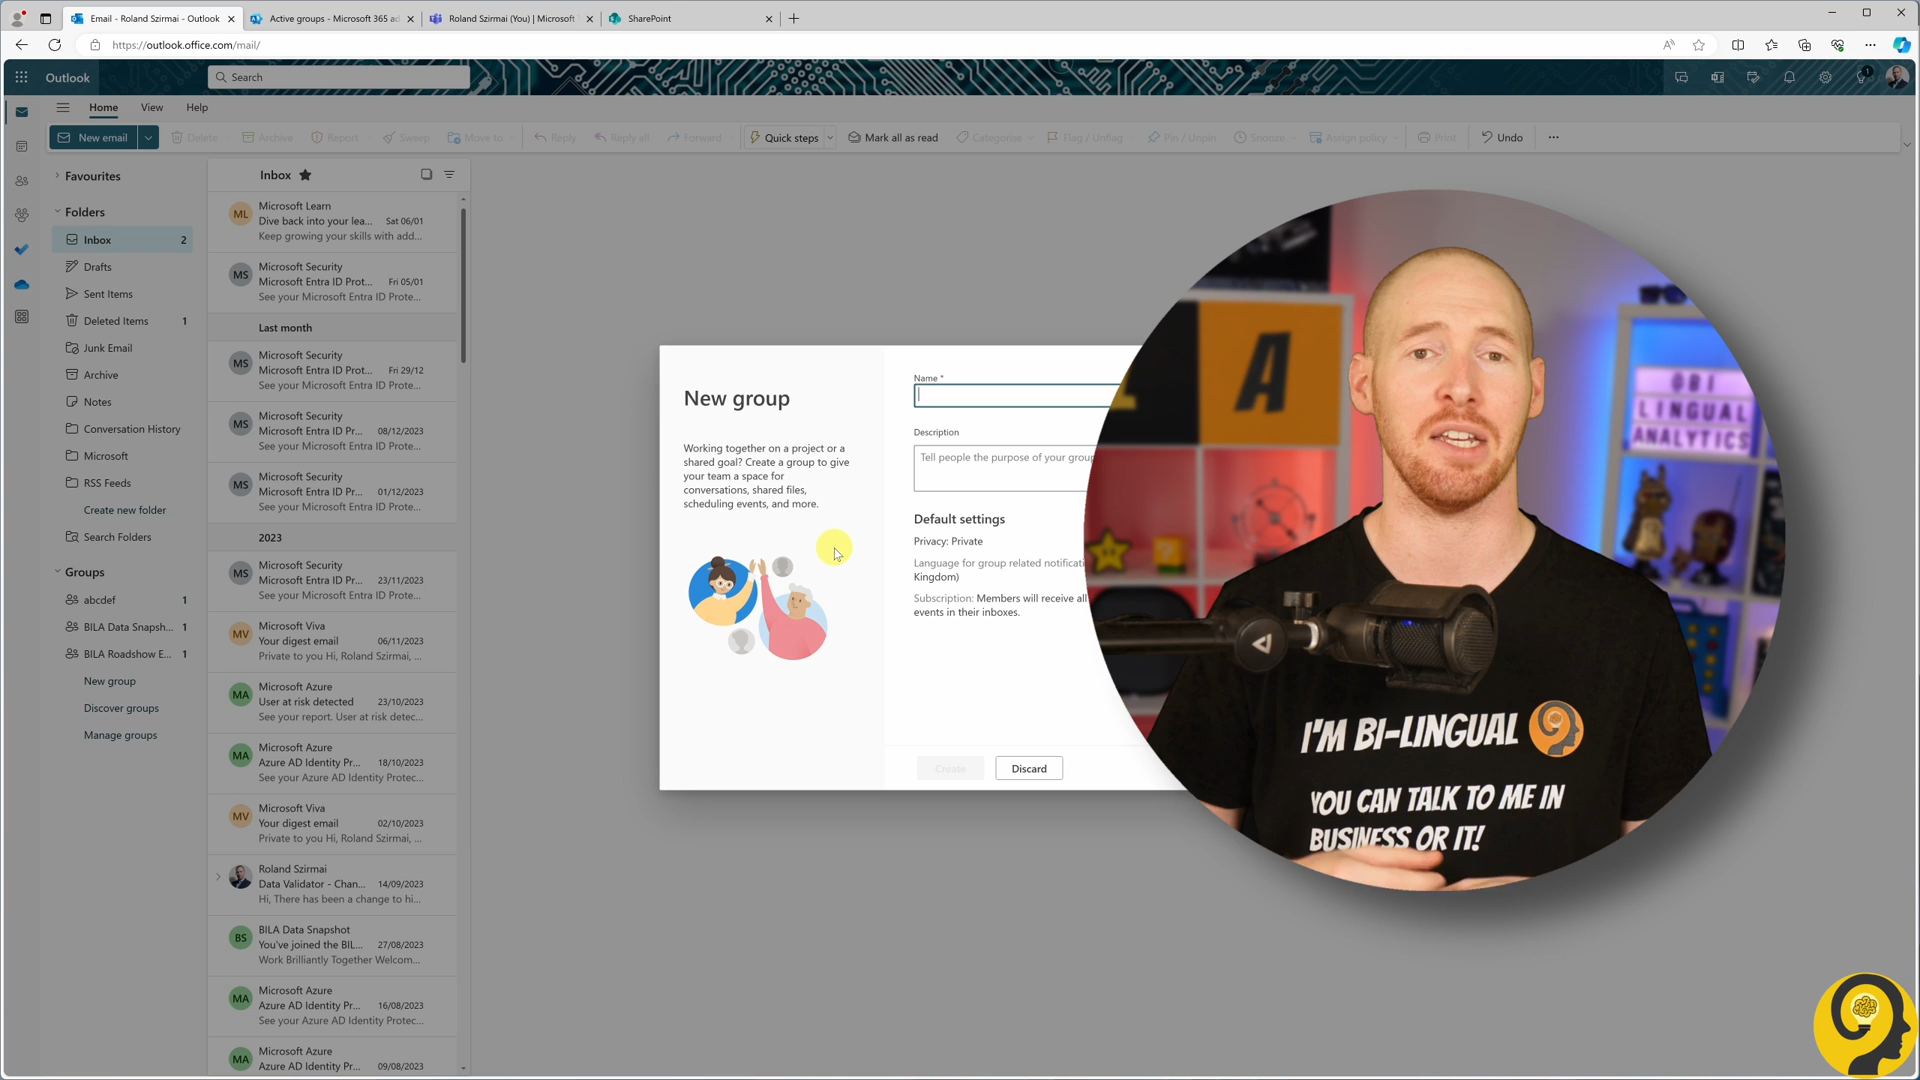 Email - Roland Szirmai - Outlook
Active groups - Microsoft 365 ad
Roland Szirmai (You) | Microsoft
SharePoint
https://outlook.office.com/mail/
Outlook
Search
Home
View
Help
New email
Delete
Archive
Report
Sweep
Move to
Reply
Reply all
Forward
Quick steps
Mark all as read
Categorise
Flag / Unflag
Pin / Unpin
Snooze
Assign policy
Print
Undo
Favourites
Folders
Inbox 2
Drafts
Sent Items
Deleted Items 1
Junk Email
Archive
Notes
Conversation History
Microsoft
RSS Feeds
Create new folder
Search Folders
Groups
abcdef 1
BILA Data Snapsh... 1
BILA Roadshow E... 1
New group
Discover groups
Manage groups
Inbox
ML
Microsoft Learn
Dive back into your lea... Sat 06/01
Keep growing your skills with add...
MS
Microsoft Security
Microsoft Entra ID Prot... Fri 05/01
See your Microsoft Entra ID Prote...
Last month
MS
Microsoft Security
Microsoft Entra ID Prot... Fri 29/12
See your Microsoft Entra ID Prote...
MS
Microsoft Security
Microsoft Entra ID Pr... 08/12/2023
See your Microsoft Entra ID Prote...
MS
Microsoft Security
Microsoft Entra ID Pr... 01/12/2023
See your Microsoft Entra ID Prote...
2023
MS
Microsoft Security
Microsoft Entra ID Pr... 23/11/2023
See your Microsoft Entra ID Prote...
MV
Microsoft Viva
Your digest email 06/11/2023
Private to you Hi, Roland Szirmai, ...
MA
Microsoft Azure
User at risk detected 23/10/2023
See your report. User at risk detec...
MA
Microsoft Azure
Azure AD Identity Pr... 18/10/2023
See your Azure AD Identity Protec...
MV
Microsoft Viva
Your digest email 02/10/2023
Private to you Hi, Roland Szirmai, ...
Roland Szirmai
Data Validator - Chan... 14/09/2023
Hi, There has been a change to hi...
BS
BILA Data Snapshot
You've joined the BIL... 27/08/2023
Work Brilliantly Together Welcom...
MA
Microsoft Azure
Azure AD Identity Pr... 16/08/2023
See your Azure AD Identity Protec...
MA
Microsoft Azure
Azure AD Identity Pr... 09/08/2023
New group
Working together on a project or a
shared goal? Create a group to give
your team a space for
conversations, shared files,
scheduling events, and more.
Name *
Description
Tell people the purpose of your group
Default settings
Privacy: Private
Language for group related notificati
Kingdom)
Subscription: Members will receive all
events in their inboxes.
Create
Discard
A
OBI
LINGUAL
ANALYTICS
I'M BI-LINGUAL
YOU CAN TALK TO ME IN
BUSINESS OR IT!